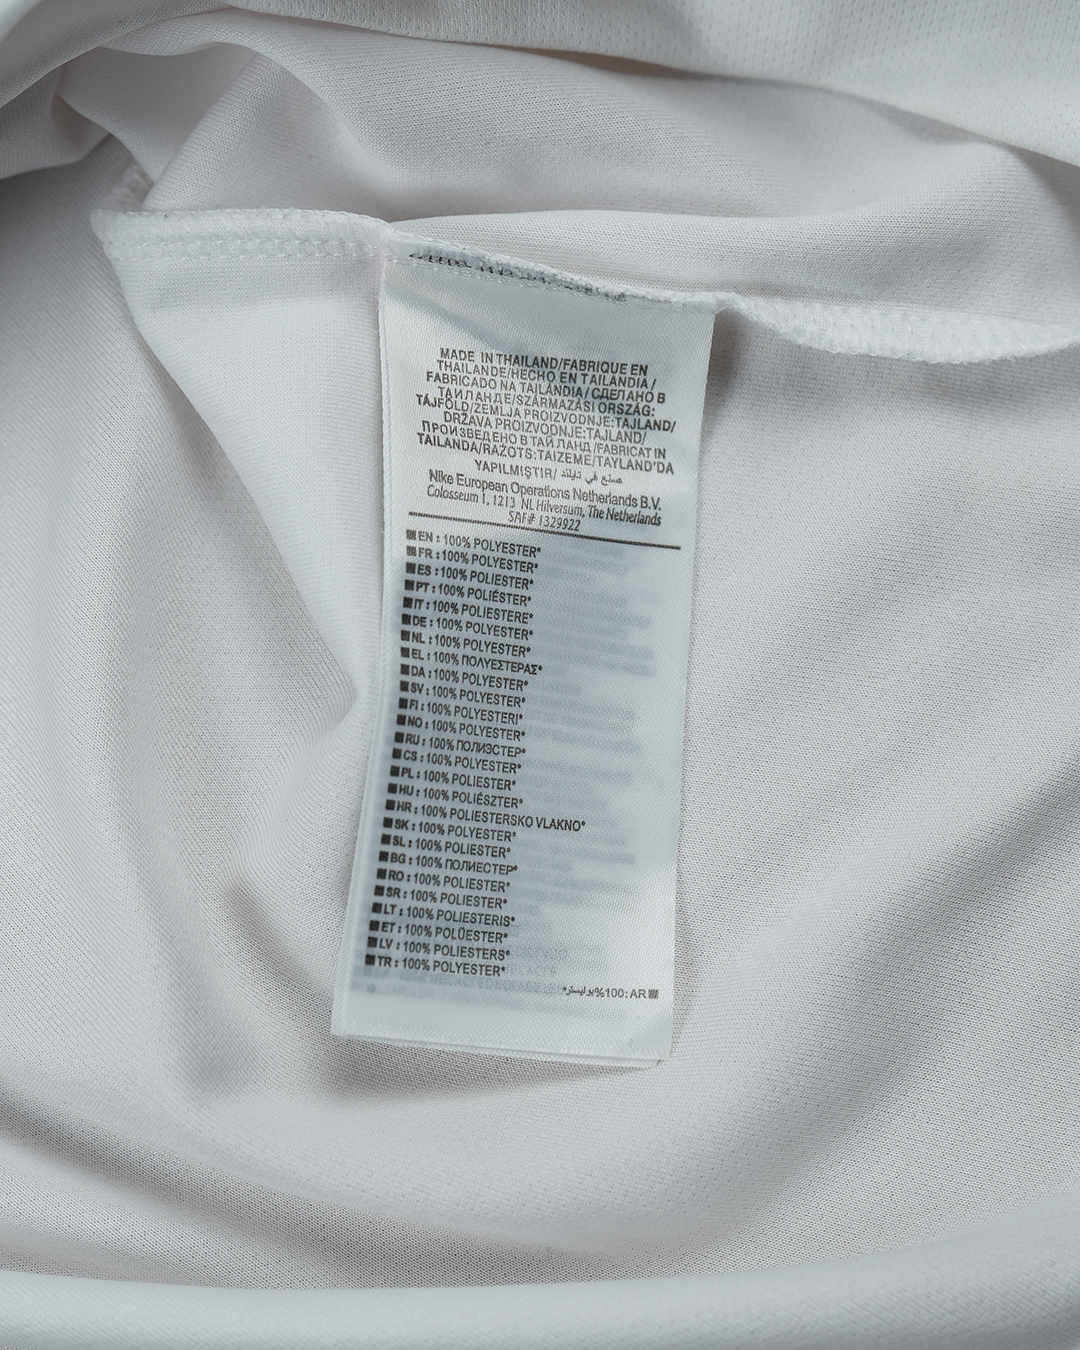 MADE IN THAILAND/FABRIQUE EN
THAILANDE/HECHO EN TAILANDIA /
FABRICADO NA TAILÂNDIA / СДЕЛАНО В
ТАИЛАНДЕ/SZÁRMAZÁSI ORSZÁG:
TÁJFÖLD/ZEMLJA PROIZVODNJE:TAJLAND/
DRŽAVA PROIZVODNJE:TAJLAND/
ПРОИЗВЕДЕНО В ТАЙ ЛАНД /FABRICAT IN
TAILANDA/RAŽOTS:TAIZEME/TAYLAND'DA
YAPILMIŞTIR/ صنع في تايلند
Nike European Operations Netherlands B.V.
Colosseum 1, 1213 NL Hilversum, The Netherlands
SAF# 1329922
EN : 100% POLYESTER*
FR : 100% POLYESTER*
ES : 100% POLIESTER*
PT : 100% POLIÉSTER*
IT : 100% POLIESTERE*
DE : 100% POLYESTER*
NL : 100% POLYESTER*
EL : 100% ΠΟΛΥΕΣΤΕΡΑΣ*
DA : 100% POLYESTER*
SV : 100% POLYESTER*
FI : 100% POLYESTERI*
NO : 100% POLYESTER*
RU : 100% ПОЛИЭСТЕР*
CS : 100% POLYESTER*
PL : 100% POLIESTER*
HU : 100% POLIÉSZTER*
HR : 100% POLIESTERSKO VLAKNO*
SK : 100% POLYESTER*
SL : 100% POLIESTER*
BG : 100% ПОЛИЕСТЕР*
RO : 100% POLIESTER*
SR : 100% POLIESTER*
LT : 100% POLIESTERIS*
ET : 100% POLÜESTER*
LV : 100% POLIESTERS*
TR : 100% POLYESTER*
AR :100% بوليستر*